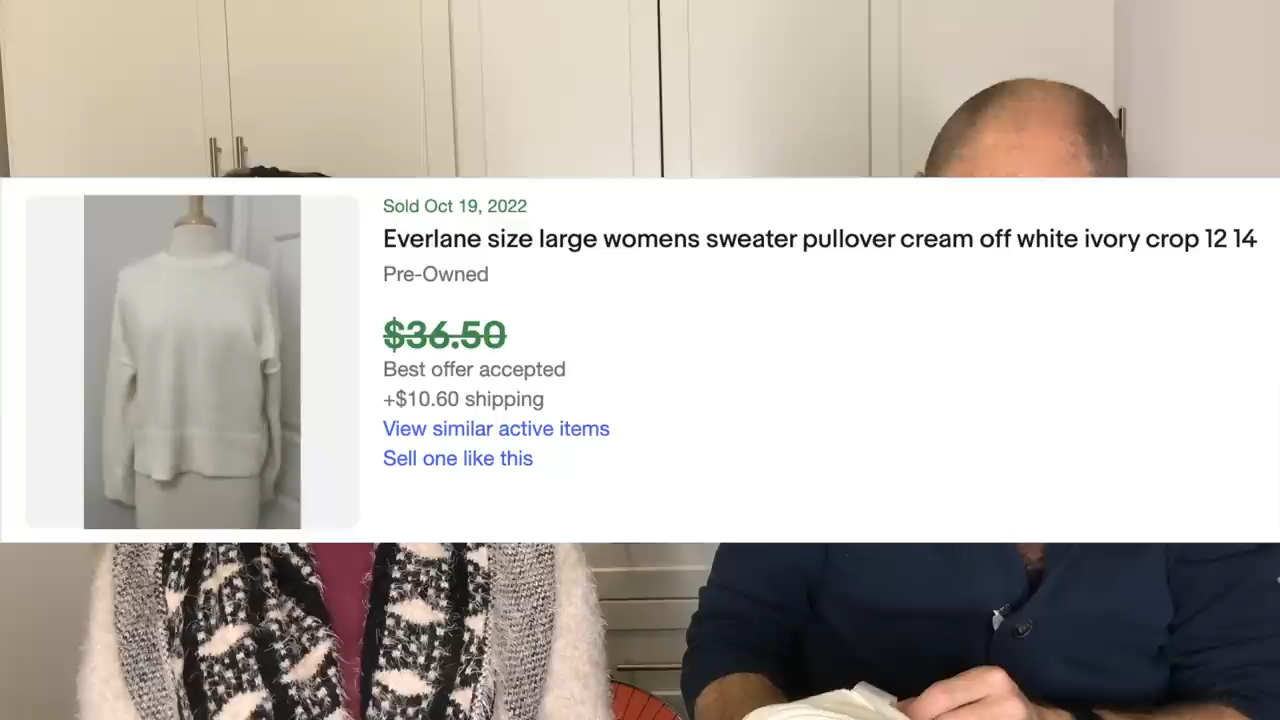 Sold Oct 19, 2022
Everlane size large womens sweater pullover cream off white ivory crop 12 14
Pre-Owned
$36.50
Best offer accepted
+$10.60 shipping
View similar active items
Sell one like this